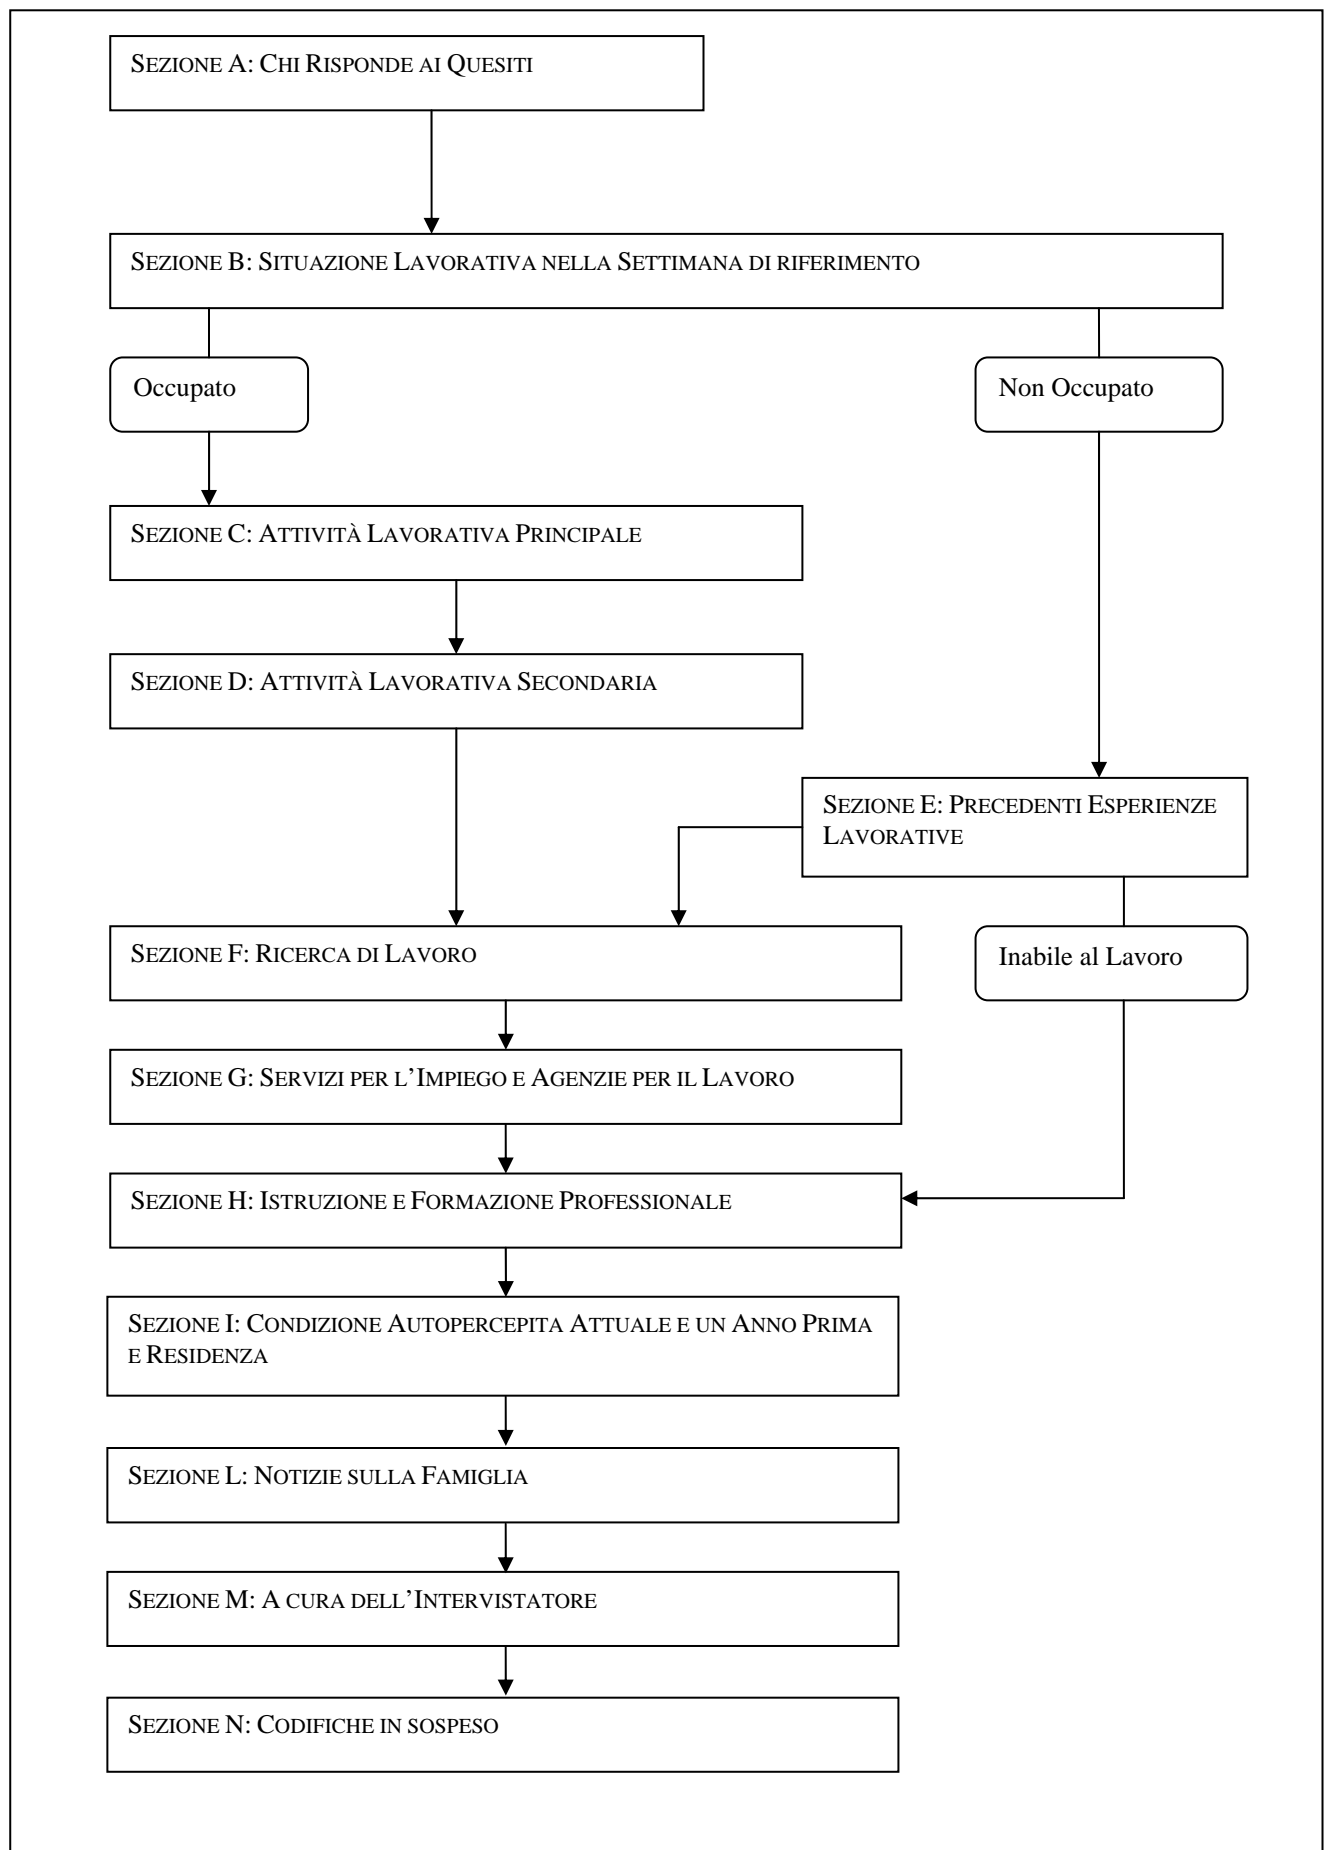 SEZIONE A: CHI RISPONDE AI QUESITI
SEZIONE B: SITUAZIONE LAVORATIVA NELLA SETTIMANA DI RIFERIMENTO
Occupato
Non Occupato
SEZIONE C: ATTIVITÀ LAVORATIVA PRINCIPALE
SEZIONE D: ATTIVITÀ LAVORATIVA SECONDARIA
SEZIONE E: PRECEDENTI ESPERIENZE
LAVORATIVE
SEZIONE F: RICERCA DI LAVORO
Inabile al Lavoro
SEZIONE G: SERVIZI PER L'IMPIEGO E AGENZIE PER IL LAVORO
SEZIONE H: ISTRUZIONE E FORMAZIONE PROFESSIONALE
SEZIONE I: CONDIZIONE AUTOPERCEPITA ATTUALE E UN ANNO PRIMA
E RESIDENZA
SEZIONE L: NOTIZIE SULLA FAMIGLIA
SEZIONE M: A CURA DELL'INTERVISTATORE
SEZIONE N: CODIFICHE IN SOSPESO